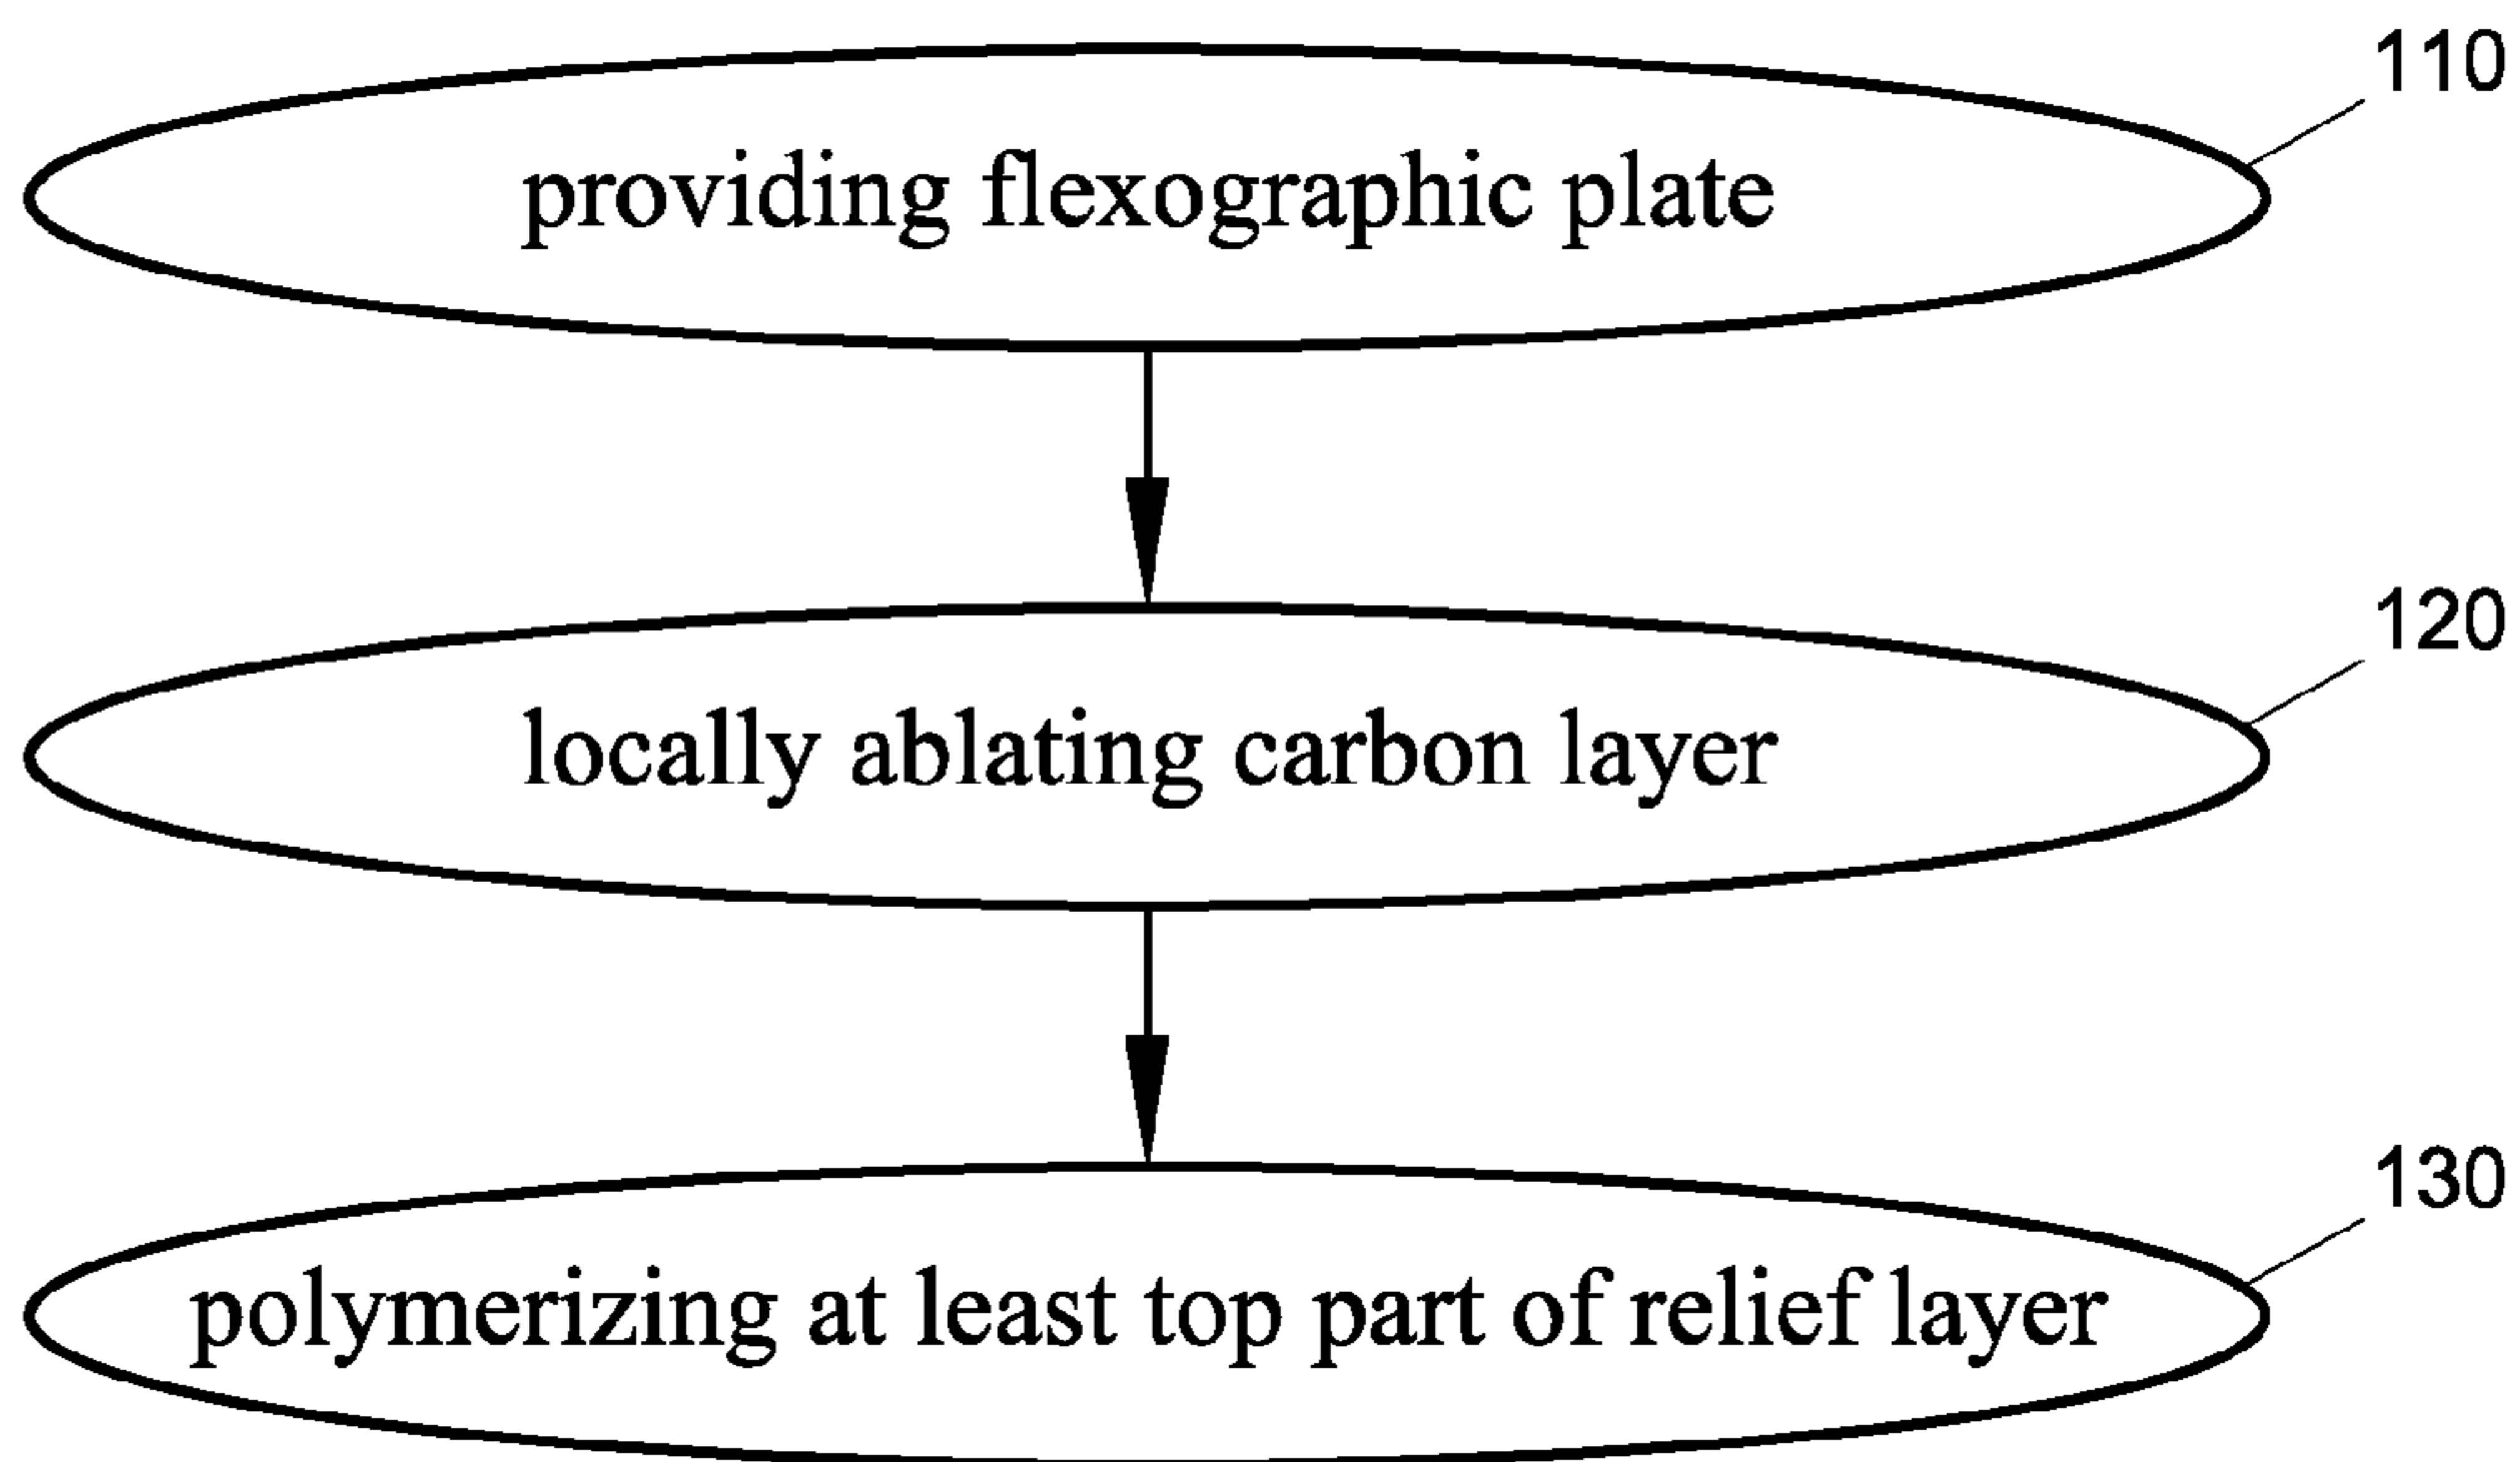 110
providing flexographic plate
120
locally ablating carbon layer
130
polymerizing at least top part of relief layer